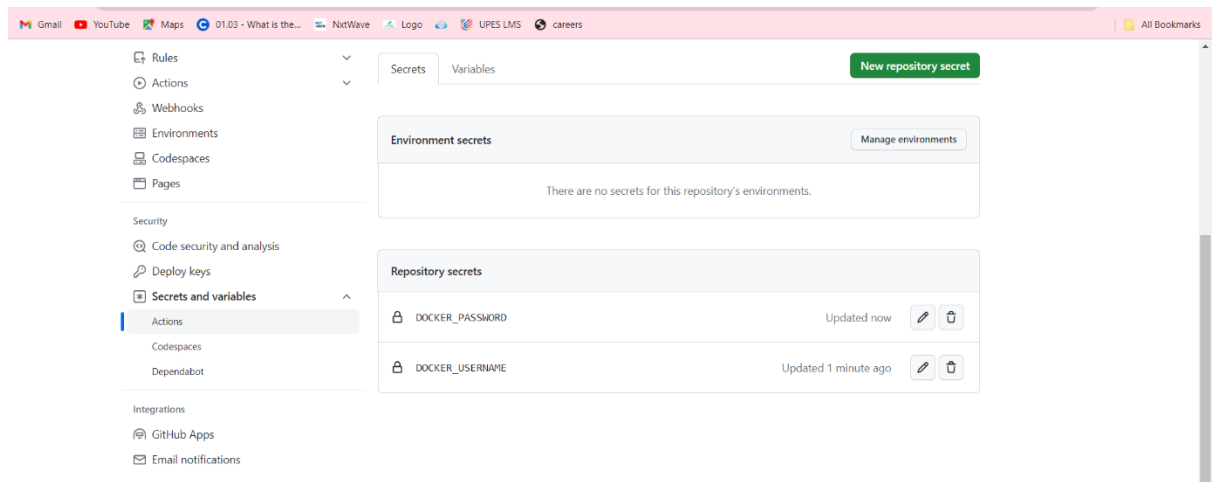 Gmail YouTube Maps 01.03 - What is the... NxtWave Logo UPES LMS careers All Bookmarks
Rules
Actions
Webhooks
Environments
Codespaces
Pages
Security
Code security and analysis
Deploy keys
Secrets and variables
Actions
Codespaces
Dependabot
Integrations
GitHub Apps
Email notifications
Secrets Variables New repository secret
Environment secrets Manage environments
There are no secrets for this repository's environments.
Repository secrets
DOCKER_PASSWORD Updated now
DOCKER_USERNAME Updated 1 minute ago